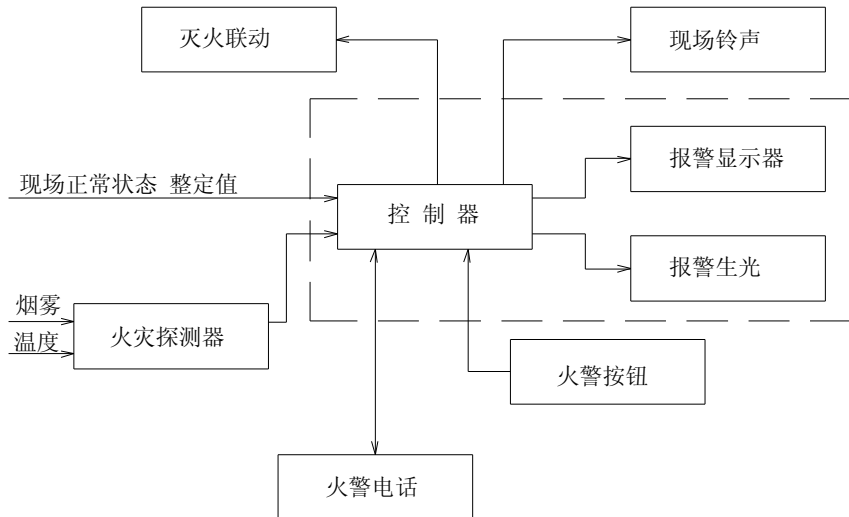 灭火联动
现场铃声
报警显示器
现场正常状态 整定值
控 制 器
报警生光
烟雾
火灾探测器
温度
火警按钮
火警电话